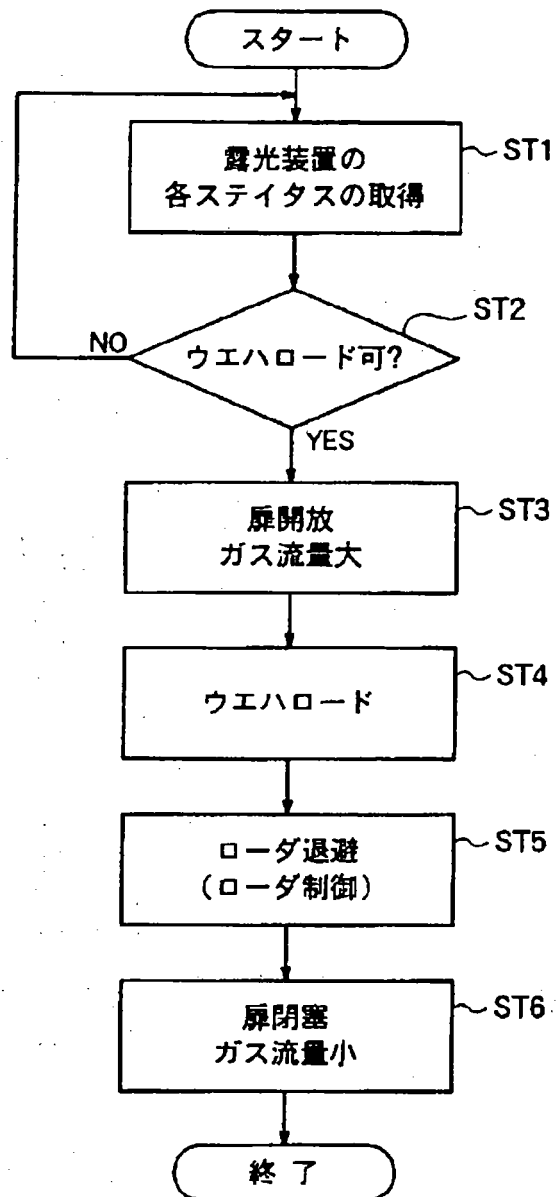 スタート
露光装置の
各ステイタスの取得
ST1
ウエハロード可?
ST2
NO
YES
扉開放
ガス流量大
ST3
ウエハロード
ST4
ローダ退避
(ローダ制御)
ST5
扉閉塞
ガス流量小
ST6
終了